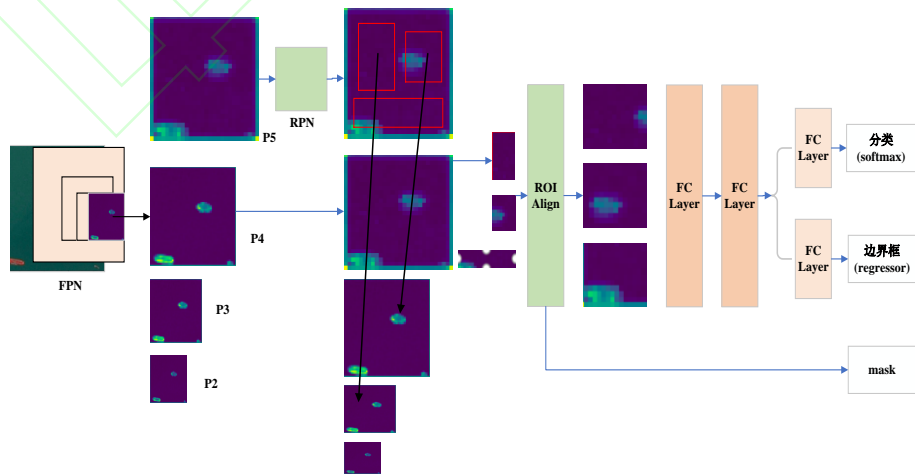 P5
RPN
FPN
P4
P3
P2
ROI
Align
FC
Layer
FC
Layer
FC
Layer
分类
(softmax)
FC
Layer
边界框
(regressor)
mask